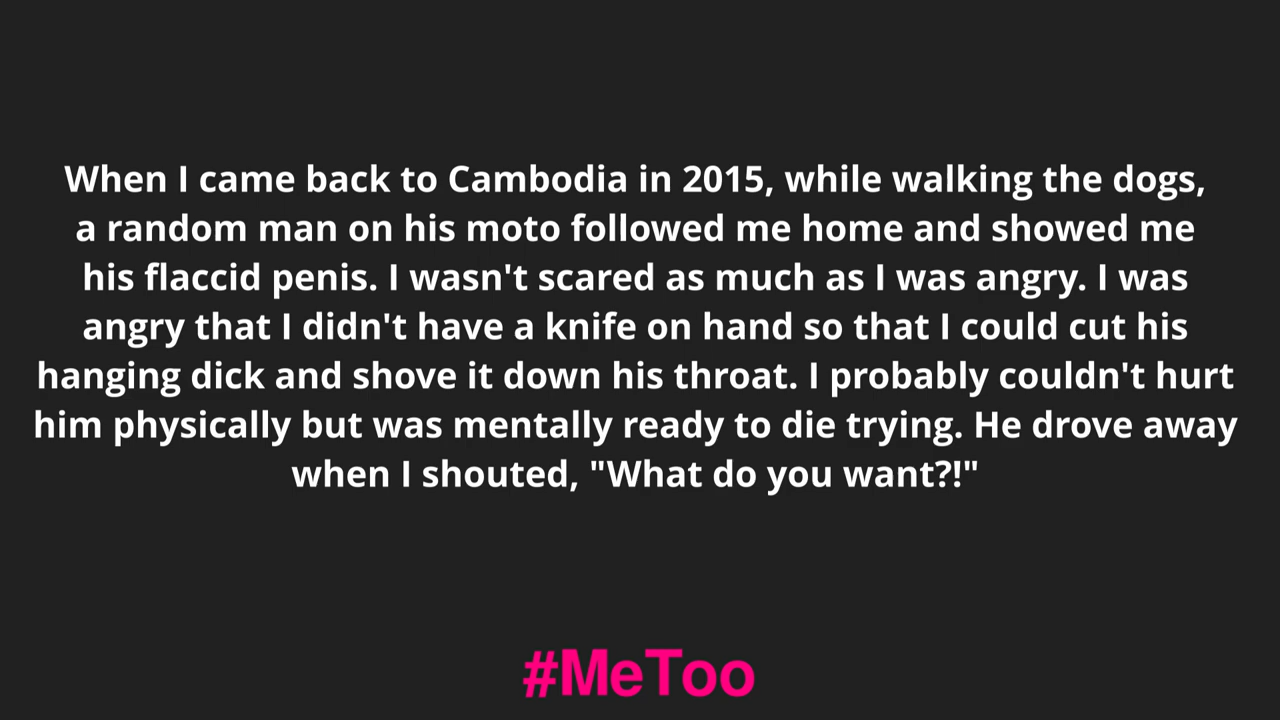 When I came back to Cambodia in 2015, while walking the dogs,
a random man on his moto followed me home and showed me
his flaccid penis. I wasn't scared as much as I was angry. I was
angry that I didn't have a knife on hand so that I could cut his
hanging dick and shove it down his throat. I probably couldn't hurt
him physically but was mentally ready to die trying. He drove away
when I shouted, "What do you want?!"
#MeToo